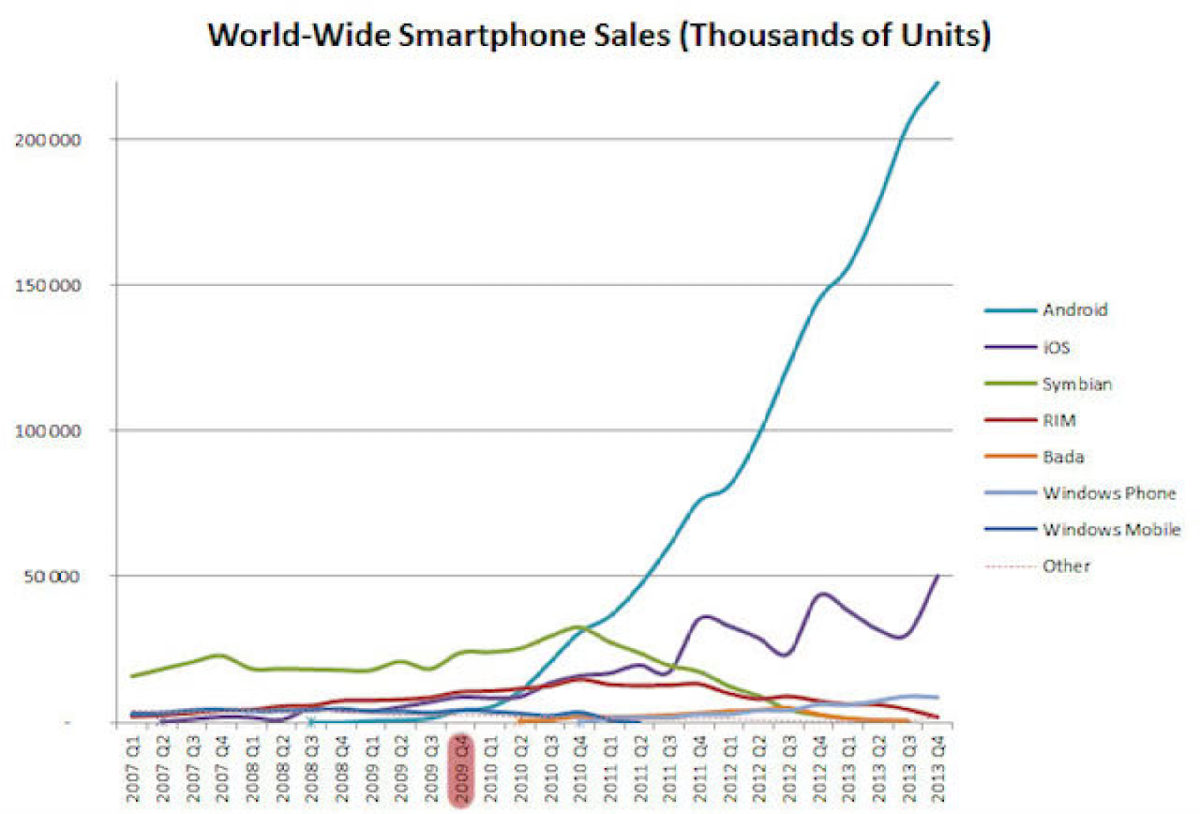 World-Wide Smartphone Sales (Thousands of Units)
200 000
150 000
100 000
50 000
-
Android
iOS
Symbian
RIM
Bada
Windows Phone
Windows Mobile
Other
2007 Q1
2007 Q2
2007 Q3
2007 Q4
2008 Q1
2008 Q2
2008 Q3
2008 Q4
2009 Q1
2009 Q2
2009 Q3
2009 Q4
2010 Q1
2010 Q2
2010 Q3
2010 Q4
2011 Q1
2011 Q2
2011 Q3
2011 Q4
2012 Q1
2012 Q2
2012 Q3
2012 Q4
2013 Q1
2013 Q2
2013 Q3
2013 Q4